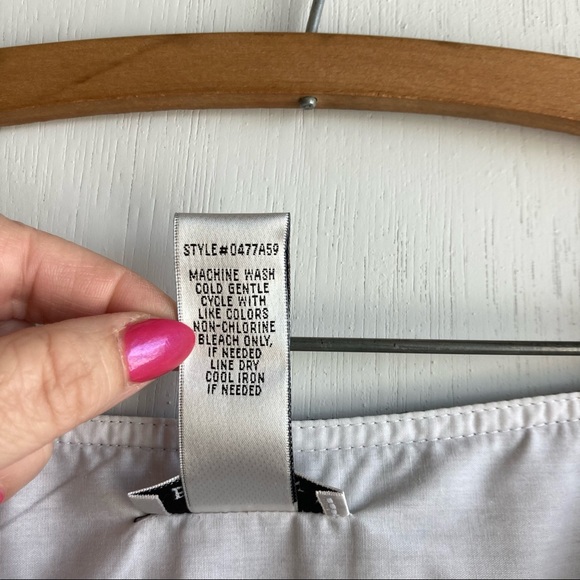 STYLE#0477A59
MACHINE WASH
COLD GENTLE
CYCLE WITH
LIKE COLORS
NON-CHLORINE
BLEACH ONLY,
IF NEEDED
LINE DRY
COOL IRON
IF NEEDED